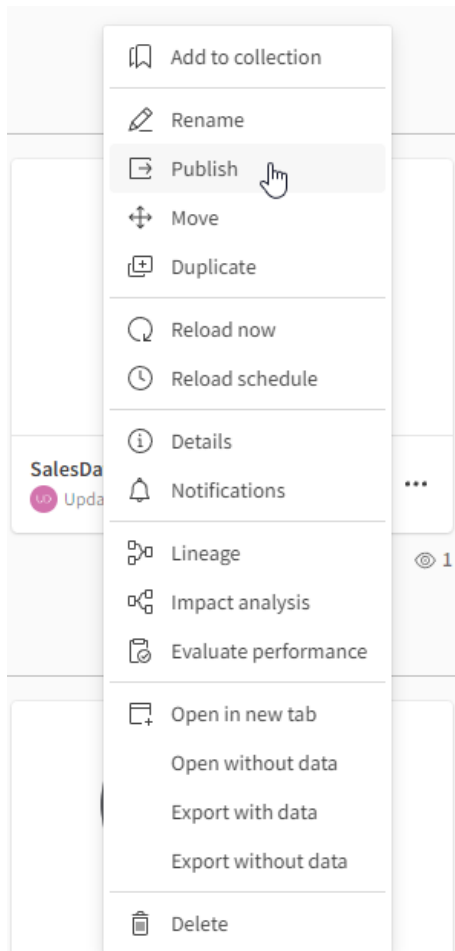 Add to collection
Rename
Publish
Move
Duplicate
Reload now
Reload schedule
Details
SalesDa
Upda
Notifications
Lineage
1
Impact analysis
Evaluate performance
Open in new tab
Open without data
Export with data
Export without data
Delete